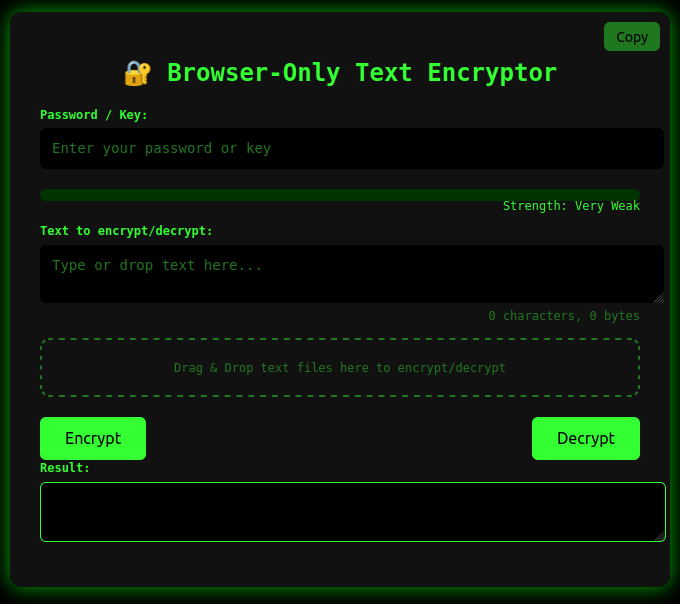 Copy
🔐 Browser-Only Text Encryptor
Password / Key:
Enter your password or key
Strength: Very Weak
Text to encrypt/decrypt:
Type or drop text here...
0 characters, 0 bytes
Drag & Drop text files here to encrypt/decrypt
Encrypt
Decrypt
Result: